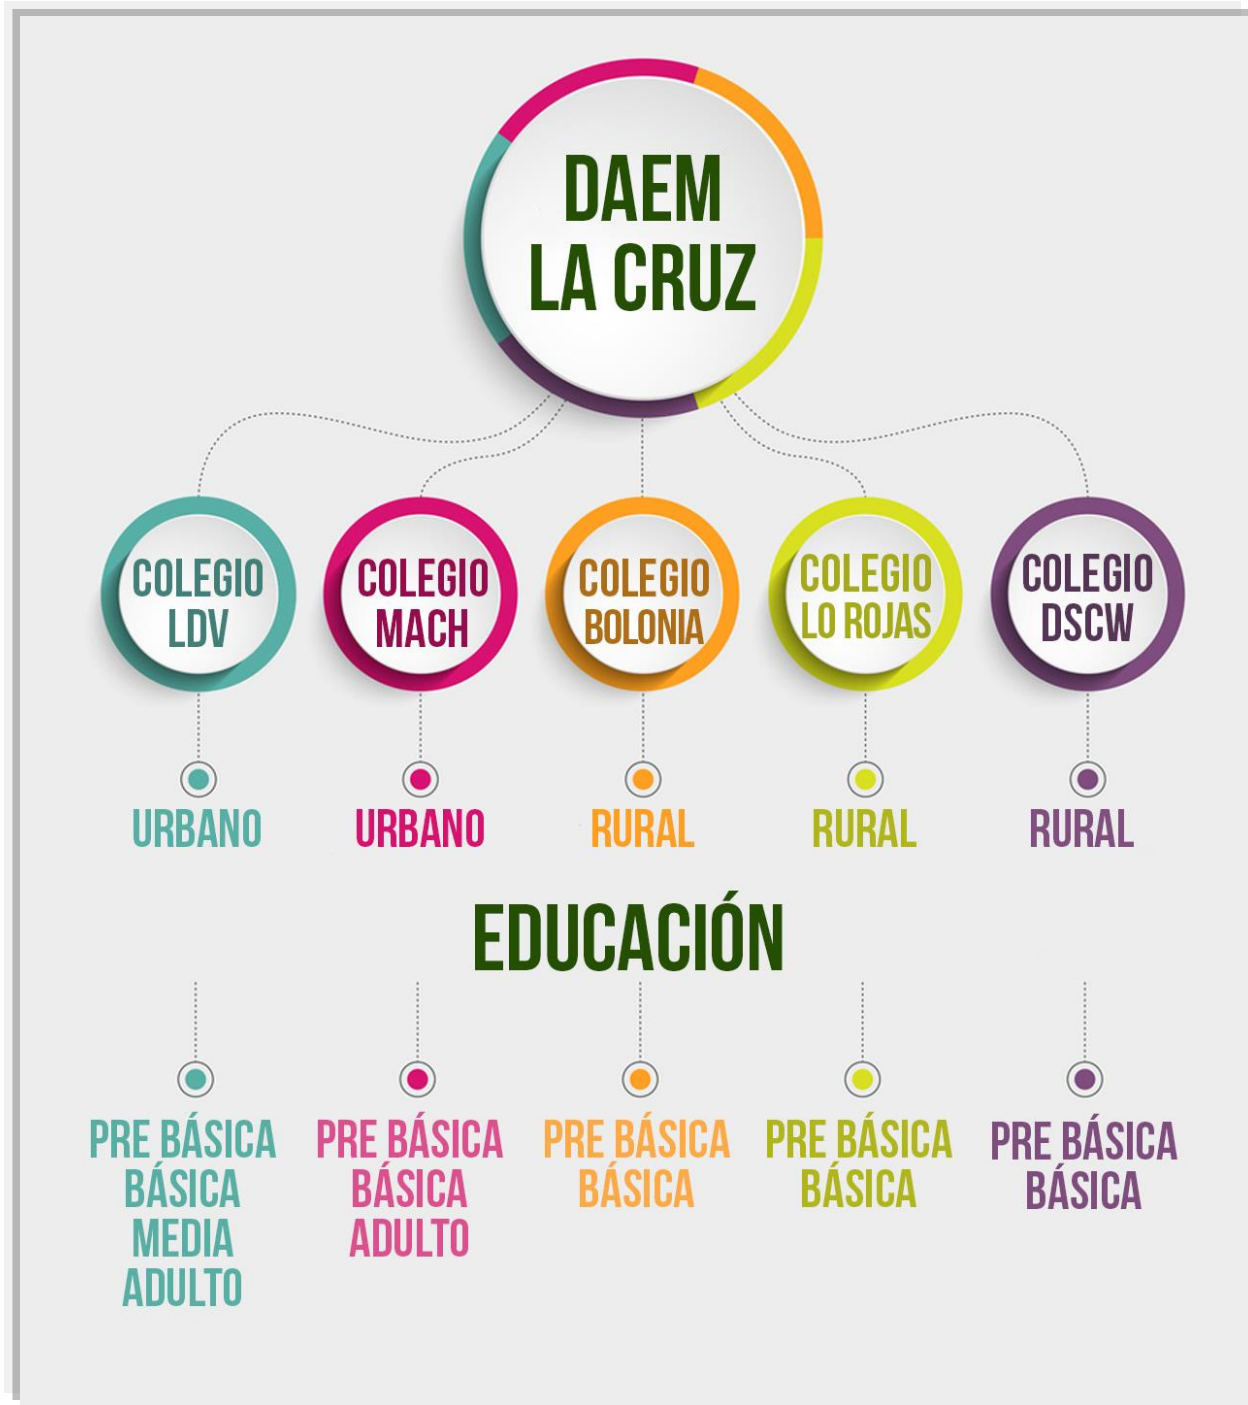 DAEM
LA CRUZ
COLEGIO
LDV
COLEGIO
MACH
COLEGIO
BOLONIA
COLEGIO
LO ROJAS
COLEGIO
DSCW
URBANO
URBANO
RURAL
RURAL
RURAL
EDUCACIÓN
PRE BÁSICA
BÁSICA
MEDIA
ADULTO
PRE BÁSICA
BÁSICA
ADULTO
PRE BÁSICA
BÁSICA
PRE BÁSICA
BÁSICA
PRE BÁSICA
BÁSICA